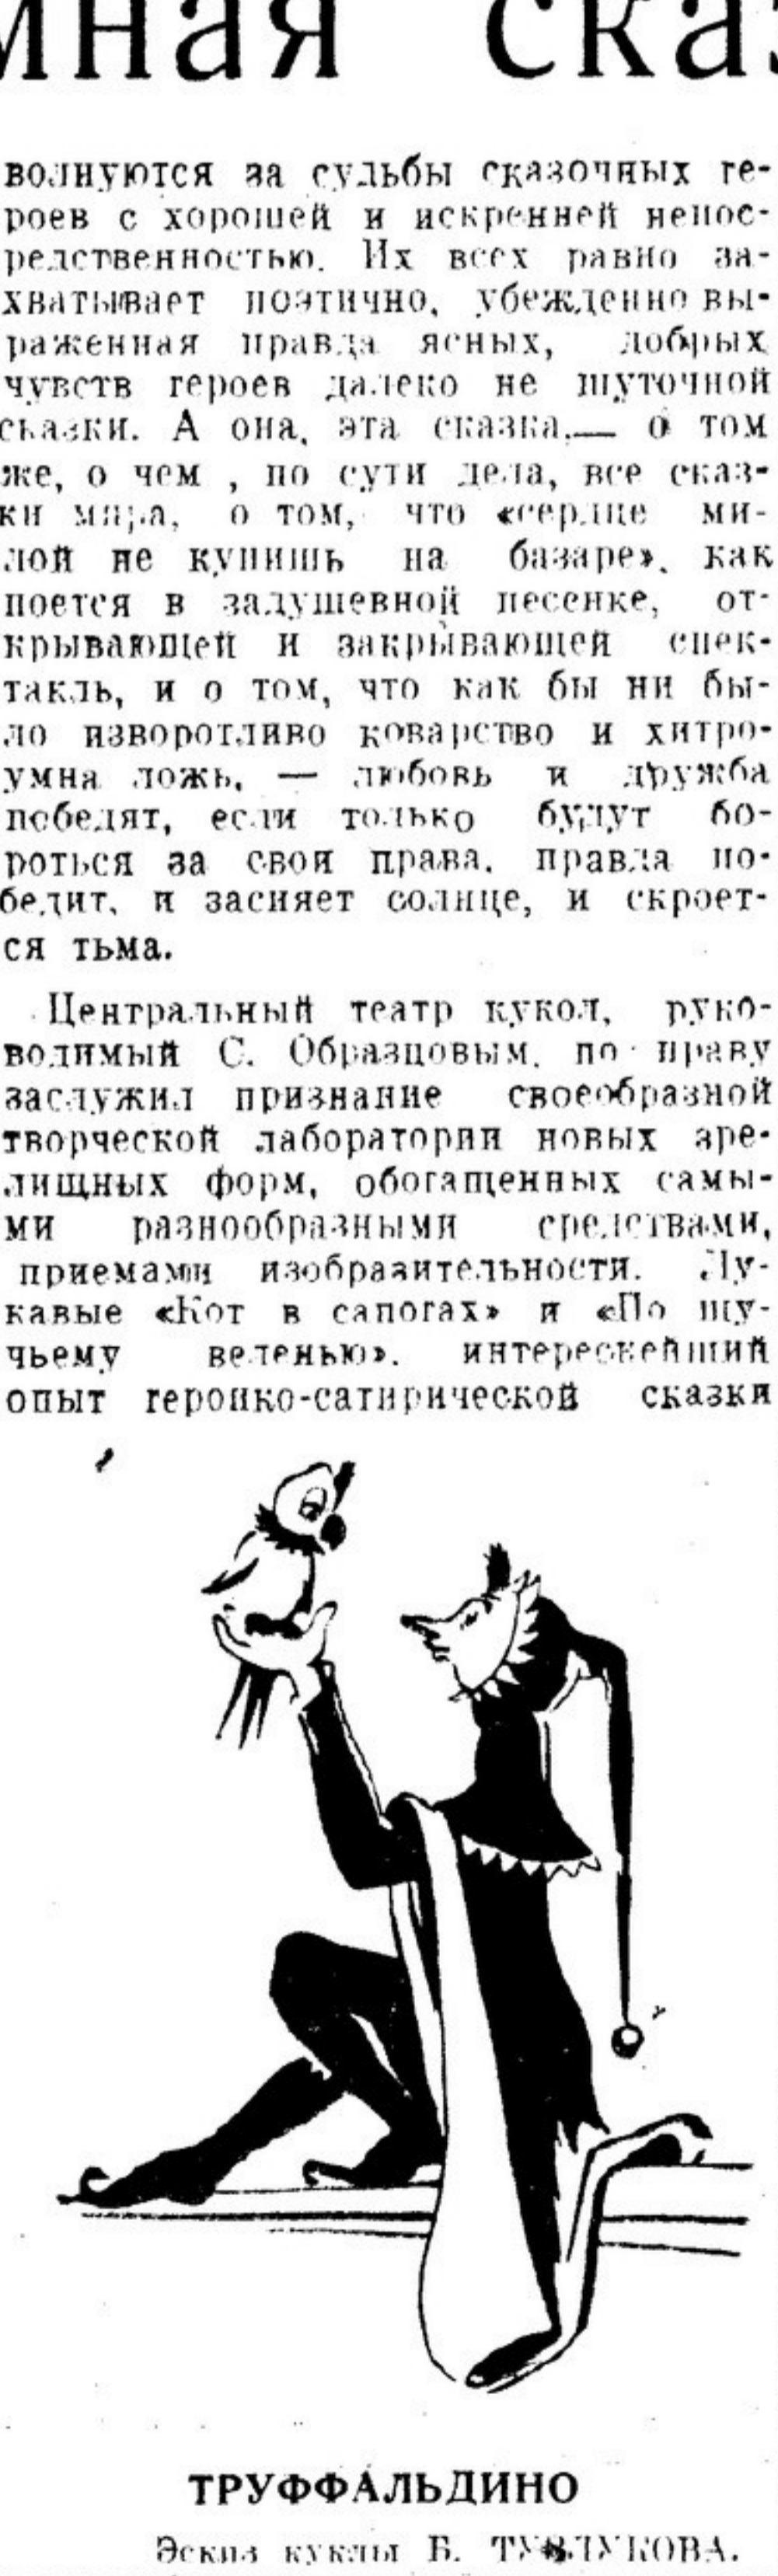 мная сказ
волнуются за судьбы сказочных ге-
роев с хорошей и искренней непос-
редственностью. Их всех равно за-
хватывает поэтично, убежденно вы-
раженная правда ясных, добрых
чувств героев далеко не шуточной
сказки. А она, эта сказка,— о том
же, о чем , по сути дела, все сказ-
ки мира, о том, что «сердце ми-
лой не купишь на базаре», как
поется в задушевной песенке, от-
крывающей и закрывающей спек-
такль, и о том, что как бы ни бы-
ло изворотливо коварство и хитро-
умна ложь, — любовь и дружба
победят, если только будут бо-
роться за свои права, правда по-
бедит, и засияет солнце, и скроет-
ся тьма.
Центральный театр кукол, руко-
водимый С. Образцовым, по праву
заслужил признание своеобразной
творческой лаборатории новых зре-
лищных форм, обогащенных самы-
ми разнообразными средствами,
приемами изобразительности. Лу-
кавые «Кот в сапогах» и «По щу-
чьему веленью», интереснейший
опыт героико-сатирической сказки
ТРУФФАЛЬДИНО
Эскиз куклы Б. ТУЗЛУКОВА.